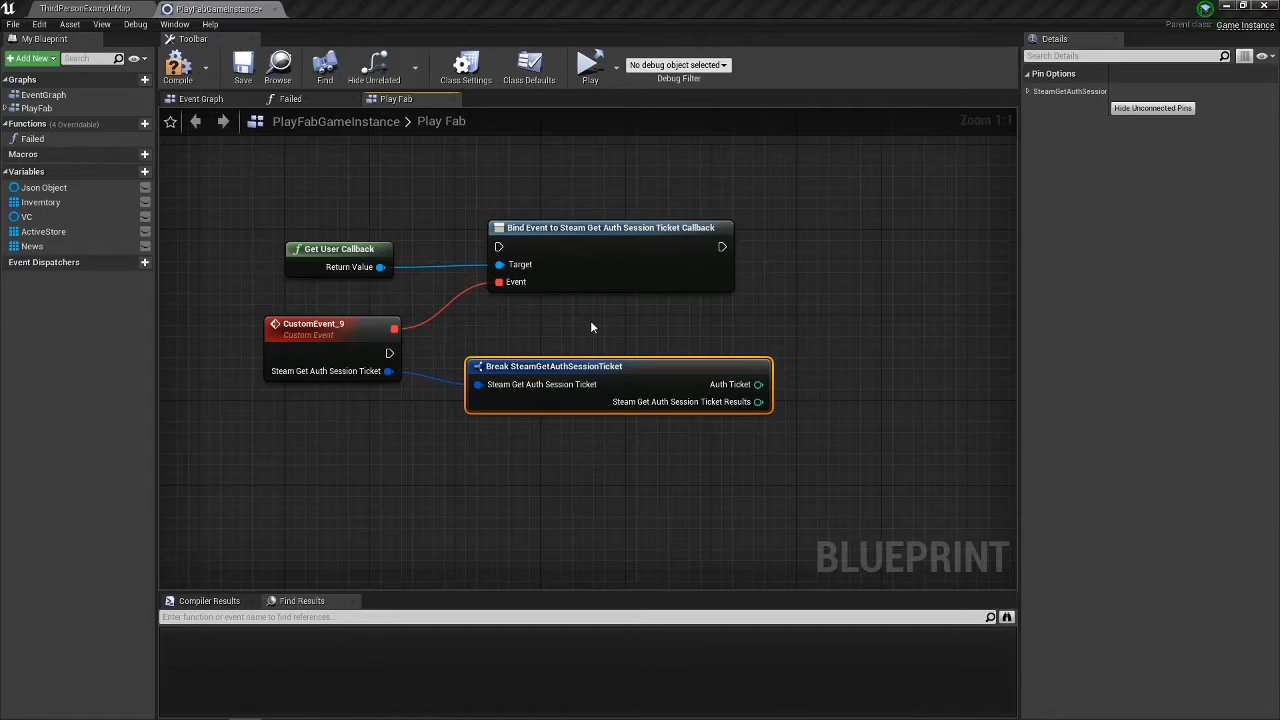 ThirdPersonExampleMap
PlayFabGameInstance*
File Edit Asset View Debug Window Help
Parent class: Game Instance
My Blueprint
Toolbar
Details
Add New
Search
Compile
Save
Browse
Find
Hide Unrelated
Class Settings
Class Defaults
Play
No debug object selected
Debug Filter
Search Details
Pin Options
SteamGetAuthSession
Hide Unconnected Pins
Graphs
EventGraph
PlayFab
Functions (4 Overridable)
Failed
Macros
Variables
Json Object
Inventory
VC
ActiveStore
News
Event Dispatchers
Event Graph
Failed
Play Fab
PlayFabGameInstance > Play Fab
Zoom 1:1
Bind Event to Steam Get Auth Session Ticket Callback
Target
Event
Get User Callback
Return Value
CustomEvent_9
Custom Event
Steam Get Auth Session Ticket
Break SteamGetAuthSessionTicket
Steam Get Auth Session Ticket
Auth Ticket
Steam Get Auth Session Ticket Results
BLUEPRINT
Compiler Results
Find Results
Enter function or event name to find references...